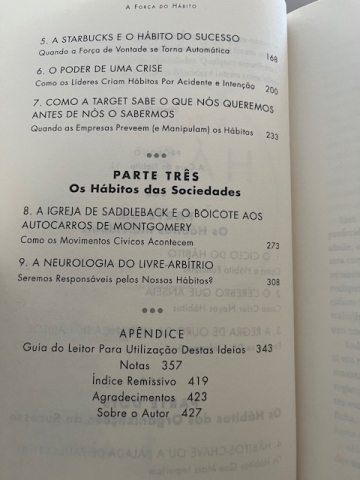 A FORÇA DO HÁBITO
5. A STARBUCKS E O HÁBITO DO SUCESSO
Quando a Força de Vontade se Torna Automática
168
6. O PODER DE UMA CRISE
Como os Líderes Criam Hábitos Por Acidente e Intenção
200
7. COMO A TARGET SABE O QUE NÓS QUEREMOS
ANTES DE NÓS O SABERMOS
Quando as Empresas Preveem (e Manipulam) os Hábitos
233
PARTE TRÊS
Os Hábitos das Sociedades
8. A IGREJA DE SADDLEBACK E O BOICOTE AOS
AUTOCARROS DE MONTGOMERY
Como os Movimentos Cívicos Acontecem
273
9. A NEUROLOGIA DO LIVRE-ARBÍTRIO
Seremos Responsáveis pelos Nossos Hábitos?
308
APÊNDICE
Guia do Leitor Para Utilização Destas Ideias 343
Notas 357
Índice Remissivo 419
Agradecimentos 423
Sobre o Autor 427